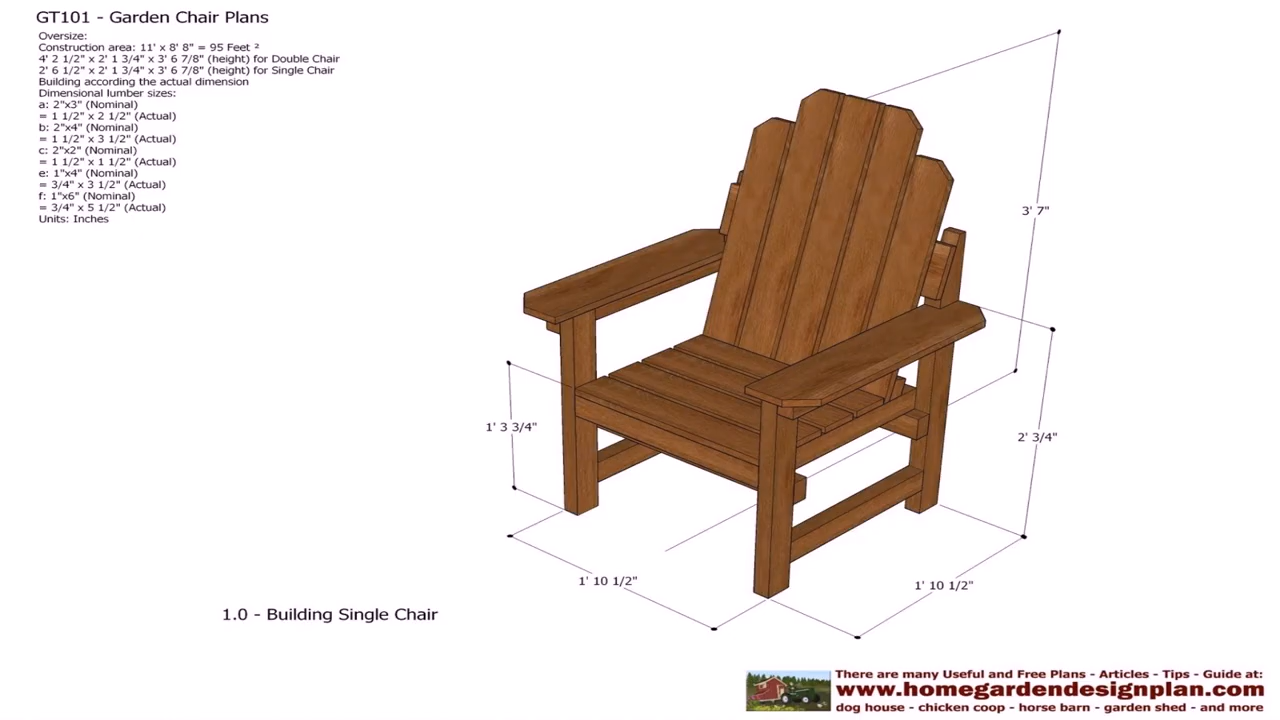 GT101 - Garden Chair Plans
Oversize:
Construction area: 11' x 8' 8" = 95 Feet ²
4' 2 1/2" x 2' 1 3/4" x 3' 6 7/8" (height) for Double Chair
2' 6 1/2" x 2' 1 3/4" x 3' 6 7/8" (height) for Single Chair
Building according the actual dimension
Dimensional lumber sizes:
a: 2"x3" (Nominal)
= 1 1/2" x 2 1/2" (Actual)
b: 2"x4" (Nominal)
= 1 1/2" x 3 1/2" (Actual)
c: 2"x2" (Nominal)
= 1 1/2" x 1 1/2" (Actual)
e: 1"x4" (Nominal)
= 3/4" x 3 1/2" (Actual)
f: 1"x6" (Nominal)
= 3/4" x 5 1/2" (Actual)
Units: Inches
3' 7"
1' 3 3/4"
2' 3/4"
1' 10 1/2"
1' 10 1/2"
1.0 - Building Single Chair
There are many Useful and Free Plans - Articles - Tips - Guide at:
www.homegardendesignplan.com
dog house - chicken coop - horse barn - garden shed - and more